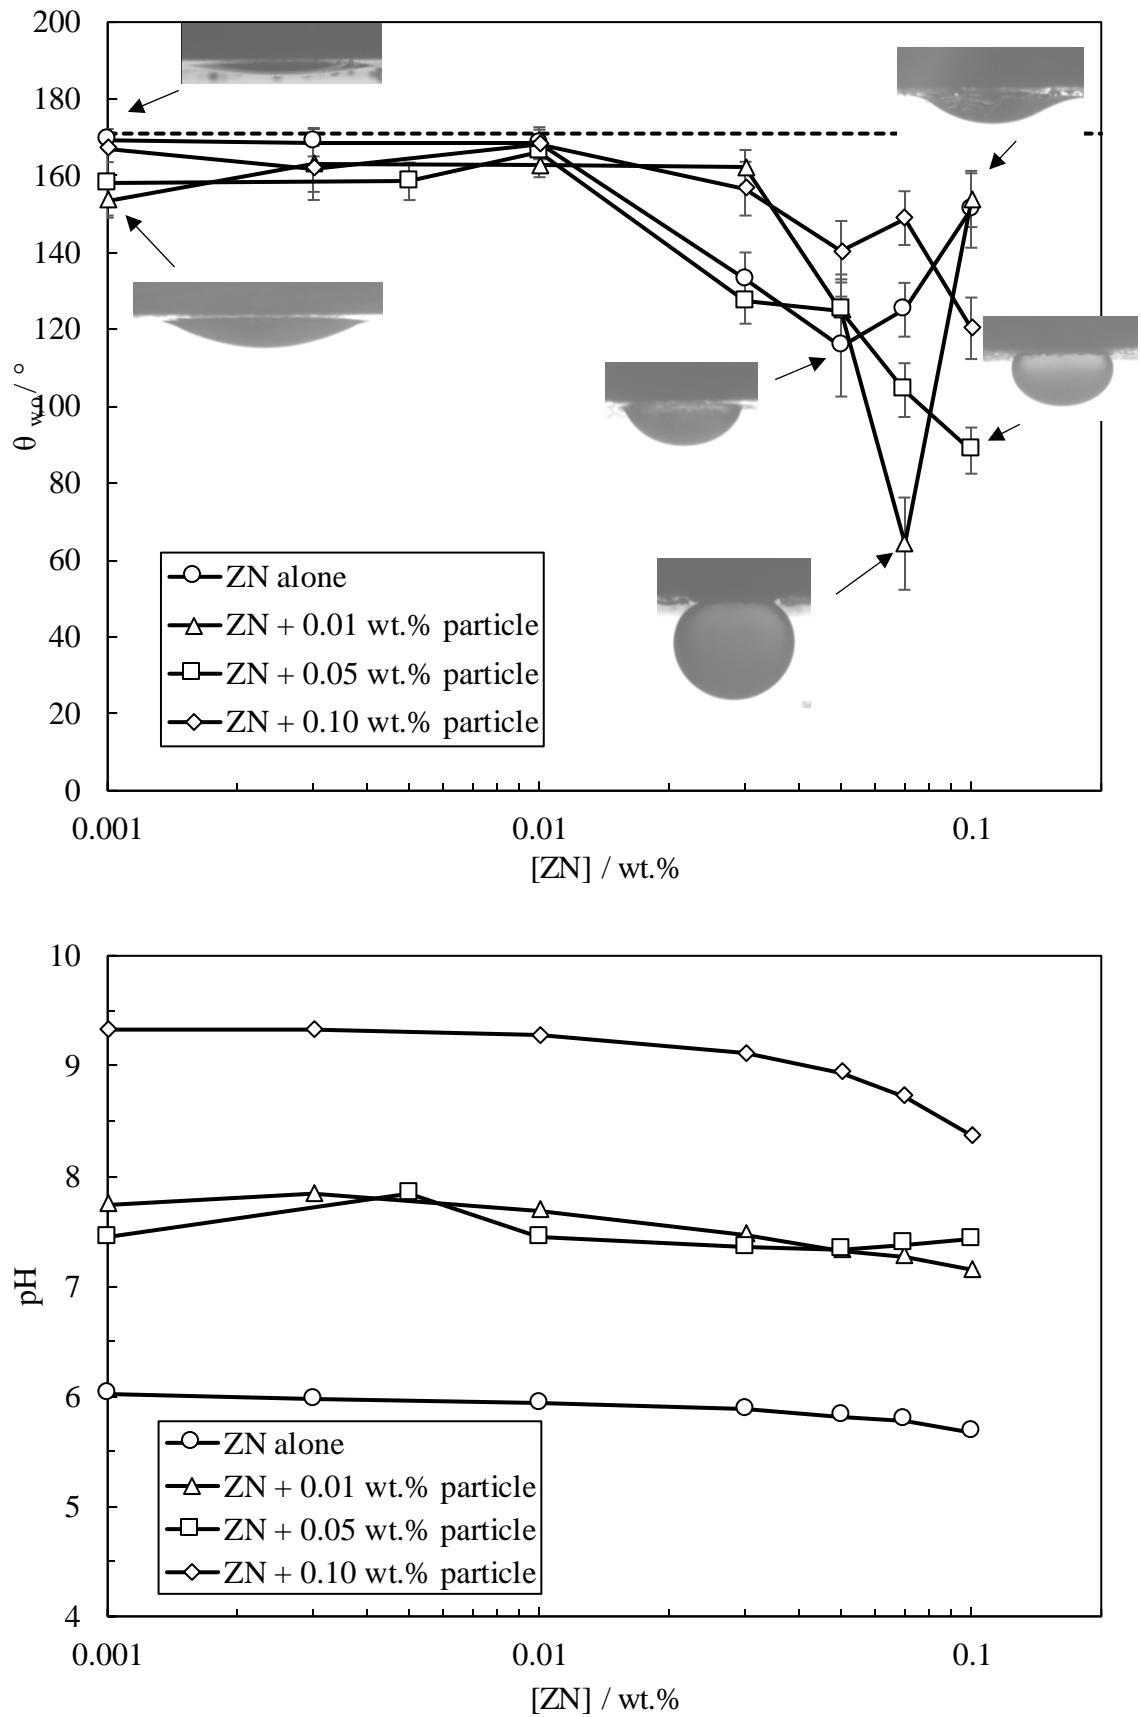 200
180
160
140
120
100
80
60
40
20
0
θ wo / °
ZN alone
ZN + 0.01 wt.% particle
ZN + 0.05 wt.% particle
ZN + 0.10 wt.% particle
0.001 0.01 0.1
[ZN] / wt.%
10
9
8
7
6
5
4
pH
ZN alone
ZN + 0.01 wt.% particle
ZN + 0.05 wt.% particle
ZN + 0.10 wt.% particle
0.001 0.01 0.1
[ZN] / wt.%